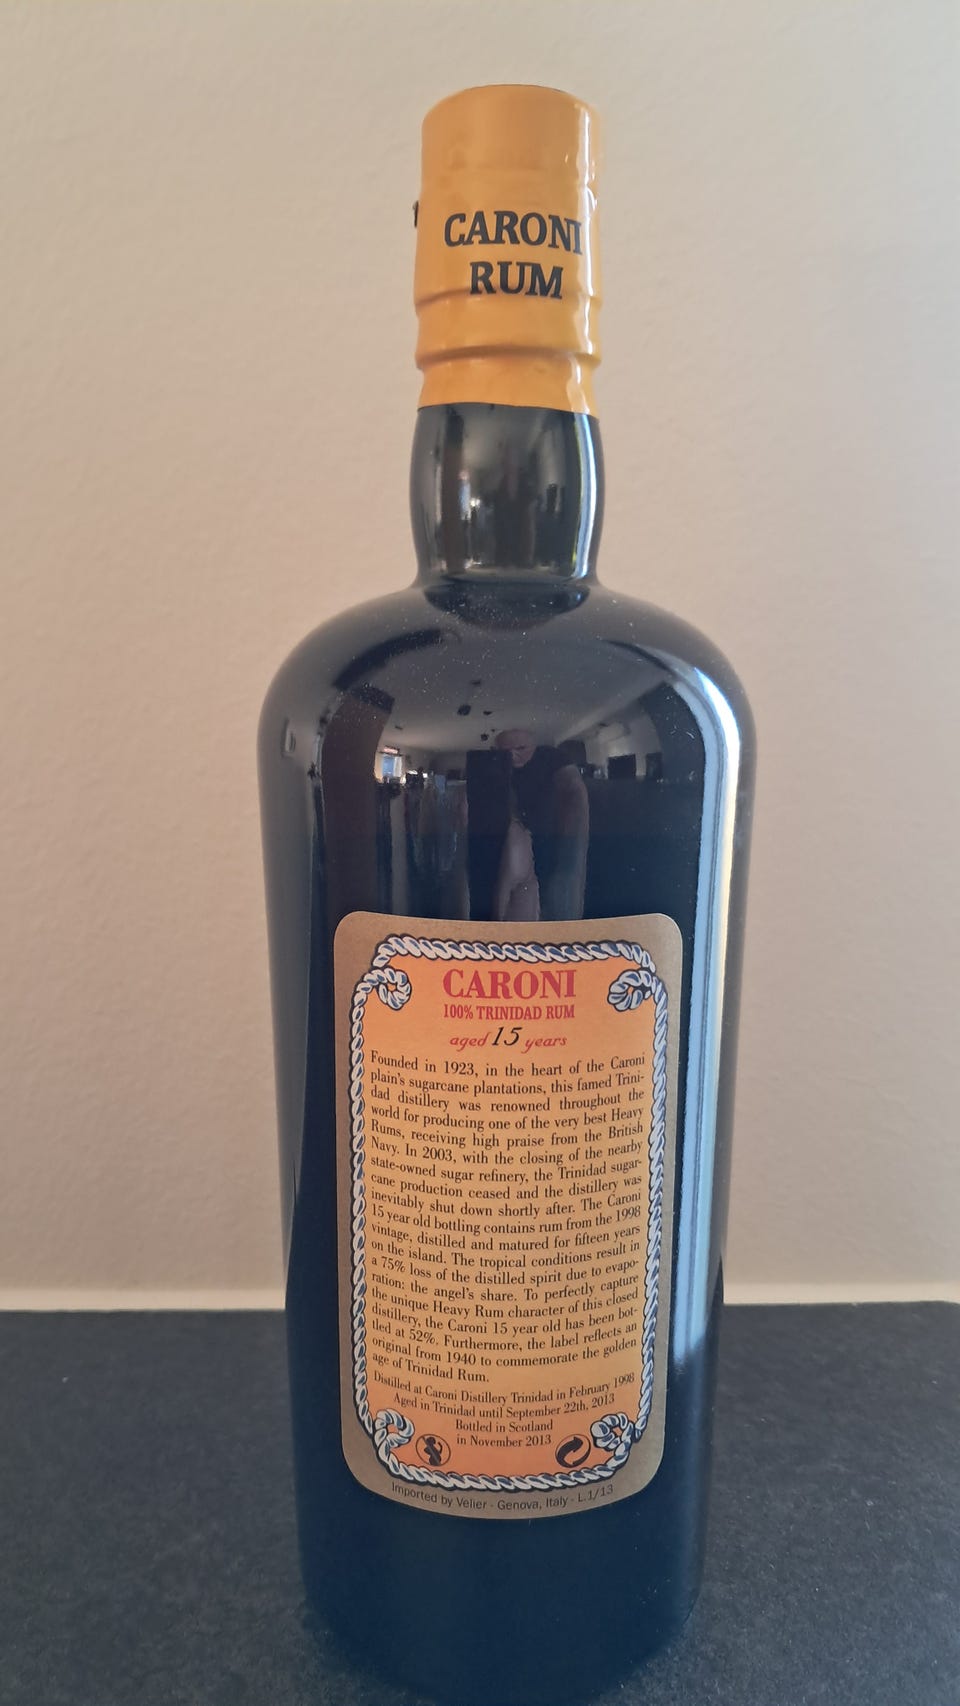 CARONI
RUM
CARONI
100% TRINIDAD RUM
aged 15 years
Founded in 1923, in the heart of the Caroni
plain's sugarcane plantations, this famed Trini-
dad distillery was renowned throughout the
world for producing one of the very best Heavy
Rums, receiving high praise from the British
Navy. In 2003, with the closing of the nearby
state-owned sugar refinery, the Trinidad sugar-
cane production ceased and the distillery was
inevitably shut down shortly after. The Caroni
15 year old bottling contains rum from the 1998
vintage, distilled and matured for fifteen years
on the island. The tropical conditions result in
a 75% loss of the distilled spirit due to evapo-
ration: the angel's share. To perfectly capture
the unique Heavy Rum character of this closed
distillery, the Caroni 15 year old has been bot-
tled at 52%. Furthermore, the label reflects an
original from 1940 to commemorate the golden
age of Trinidad Rum.
Distilled at Caroni Distillery Trinidad in February 1998
Aged in Trinidad until September 22th, 2013
Bottled in Scotland
in November 2013
Imported by Velier - Genova, Italy - L.1/13